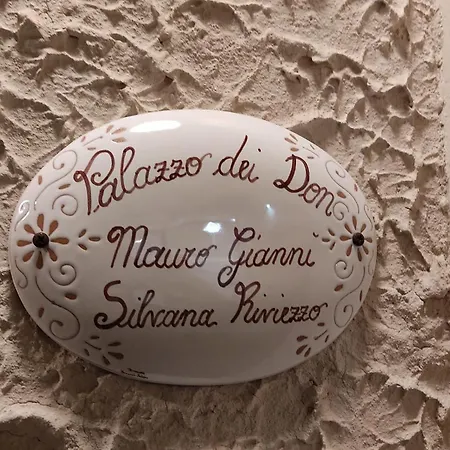 Palazzo dei Don
Mauro Gianni
Silvana Riviezzo